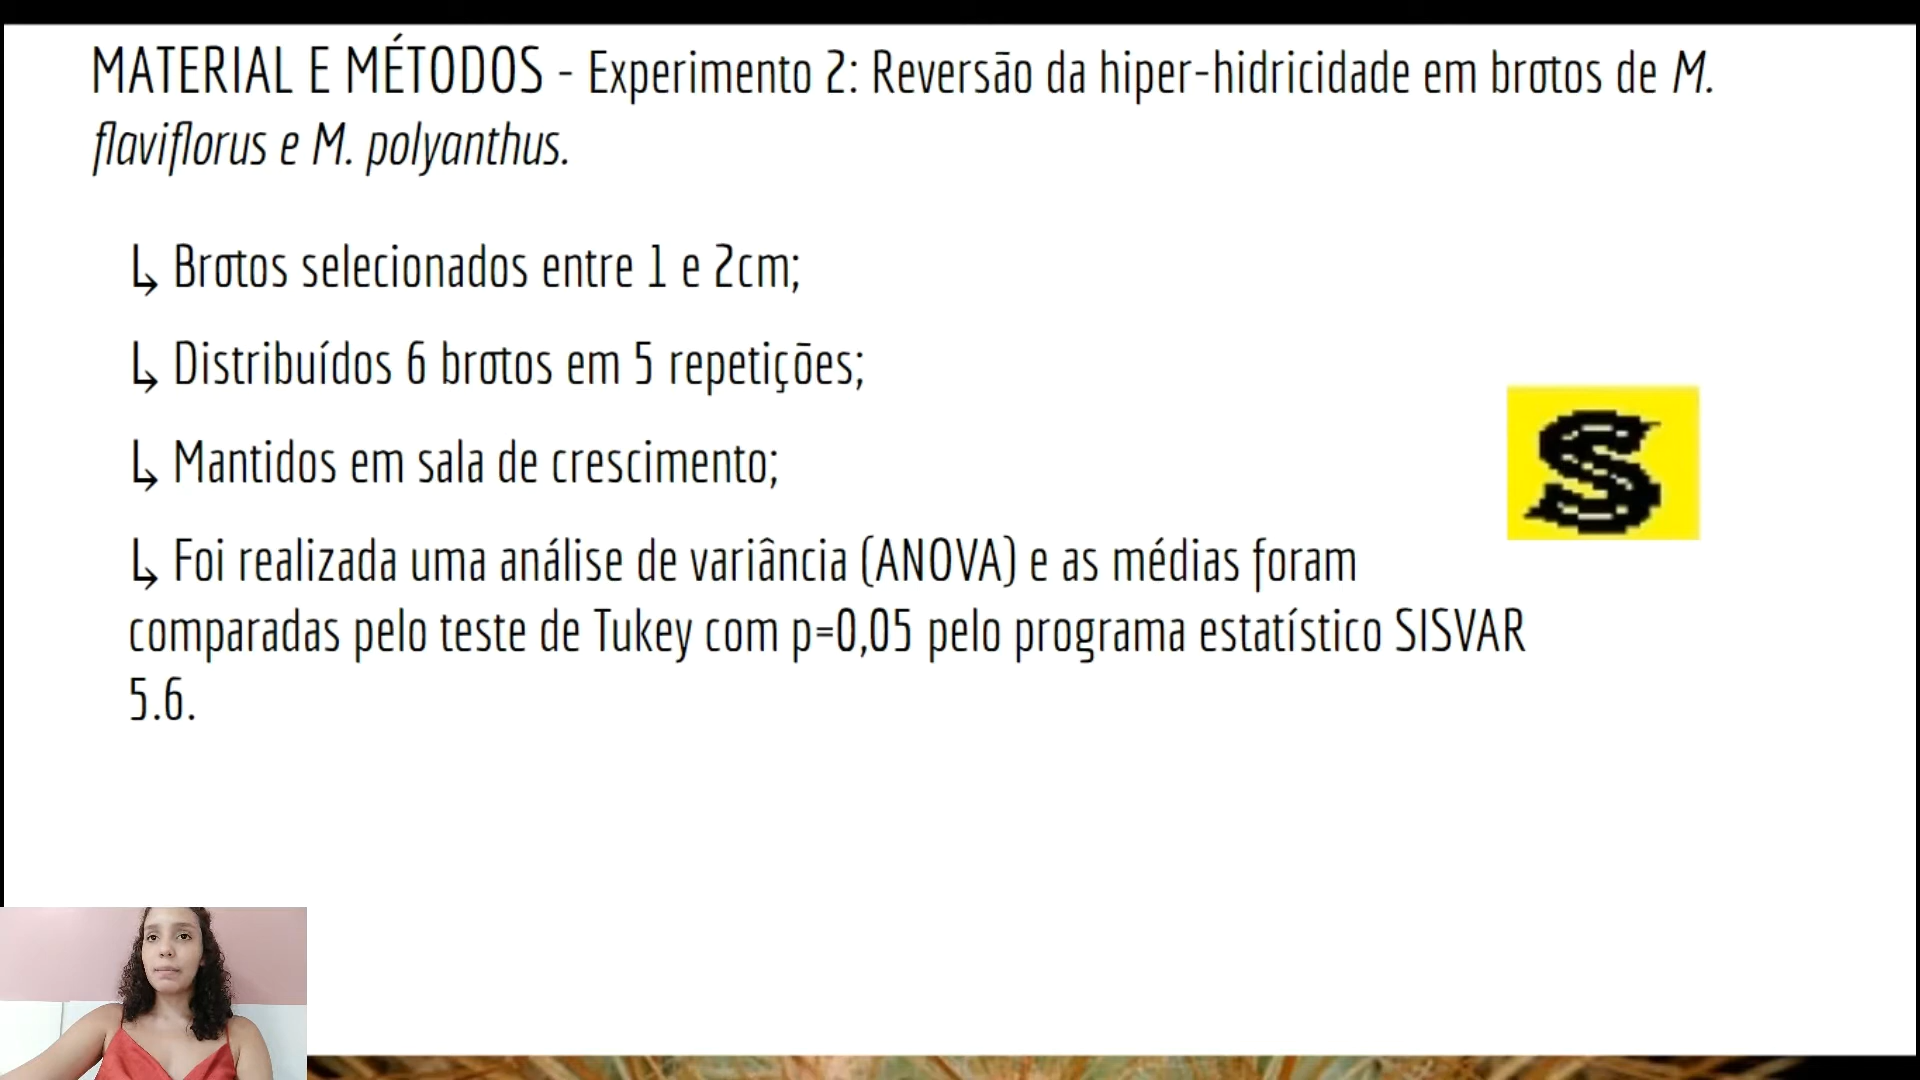 MATERIAL E MÉTODOS - Experimento 2: Reversão da hiper-hidricidade em brotos de M.
flaviflorus e M. polyanthus.
↳ Brotos selecionados entre 1 e 2cm;
↳ Distribuídos 6 brotos em 5 repetições;
↳ Mantidos em sala de crescimento;
↳ Foi realizada uma análise de variância (ANOVA) e as médias foram
comparadas pelo teste de Tukey com p=0,05 pelo programa estatístico SISVAR
5.6.
S